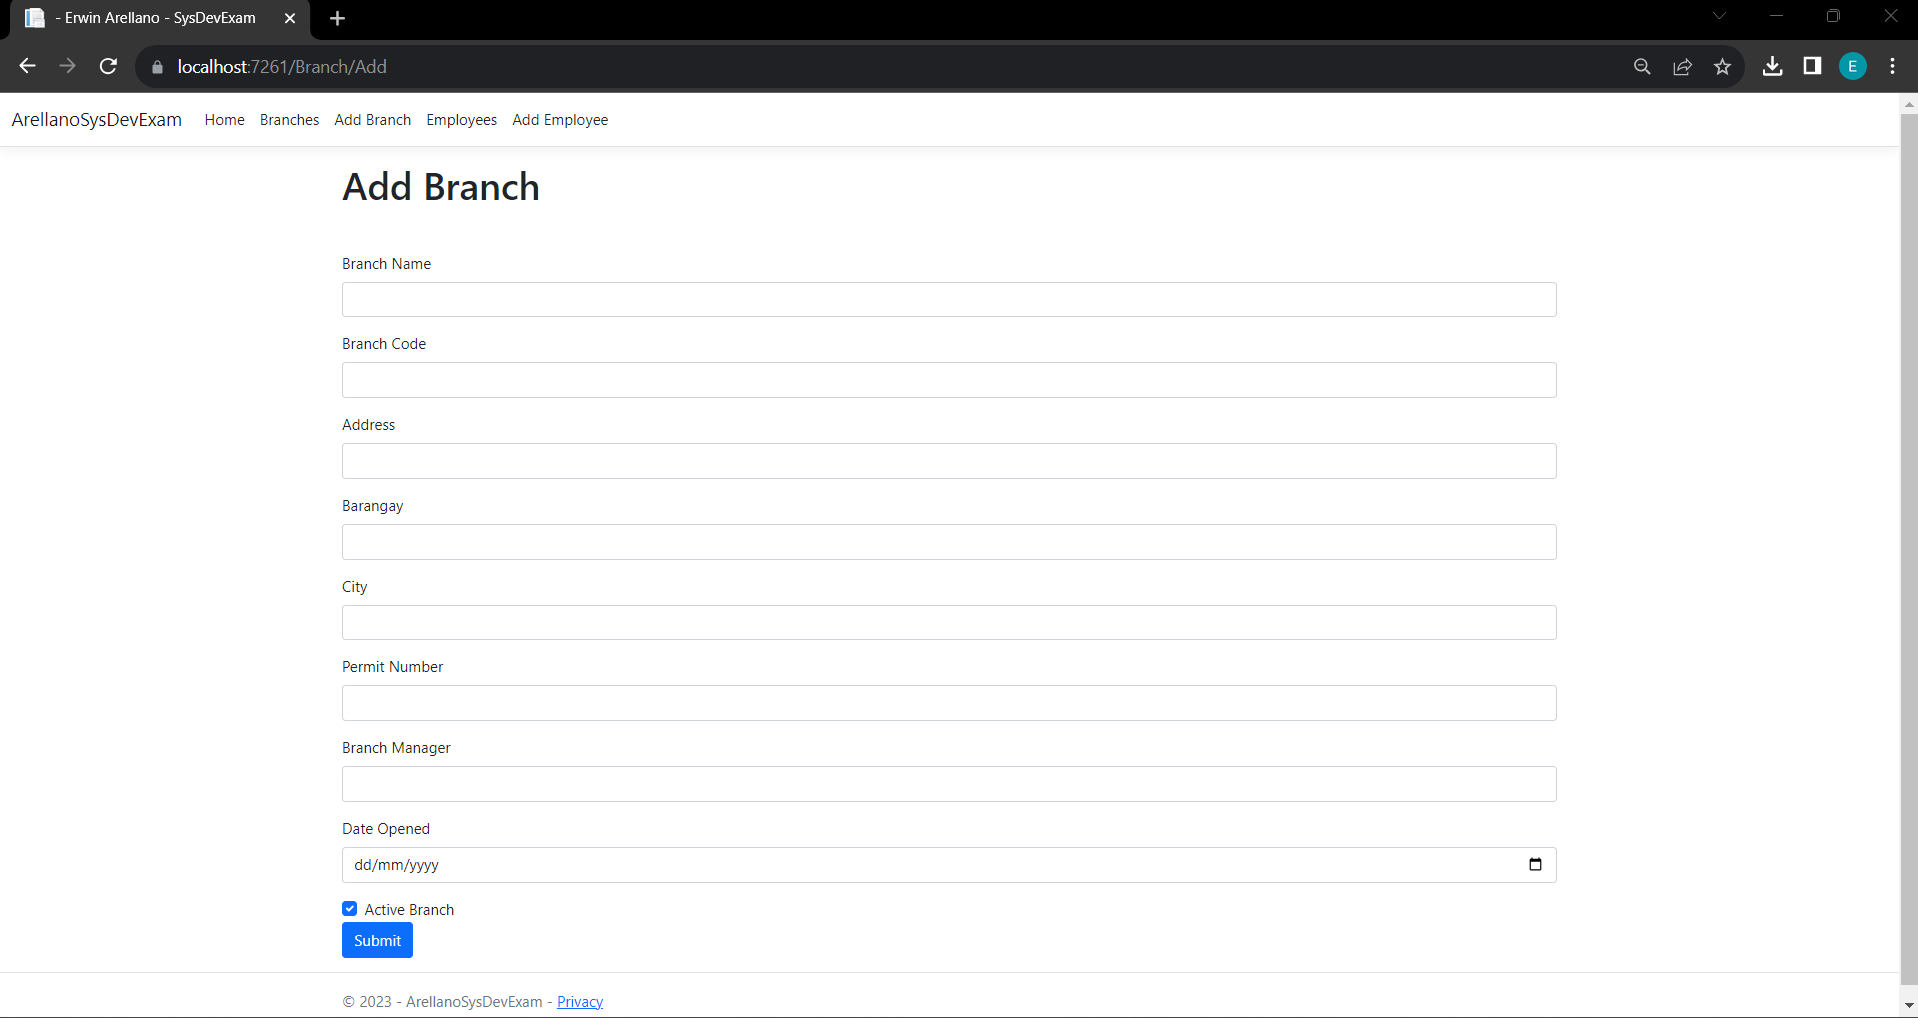 - Erwin Arellano - SysDevExam
localhost:7261/Branch/Add
E
ArellanoSysDevExam Home Branches Add Branch Employees Add Employee
Add Branch
Branch Name
Branch Code
Address
Barangay
City
Permit Number
Branch Manager
Date Opened
dd/mm/yyyy
Active Branch
Submit
© 2023 - ArellanoSysDevExam - Privacy